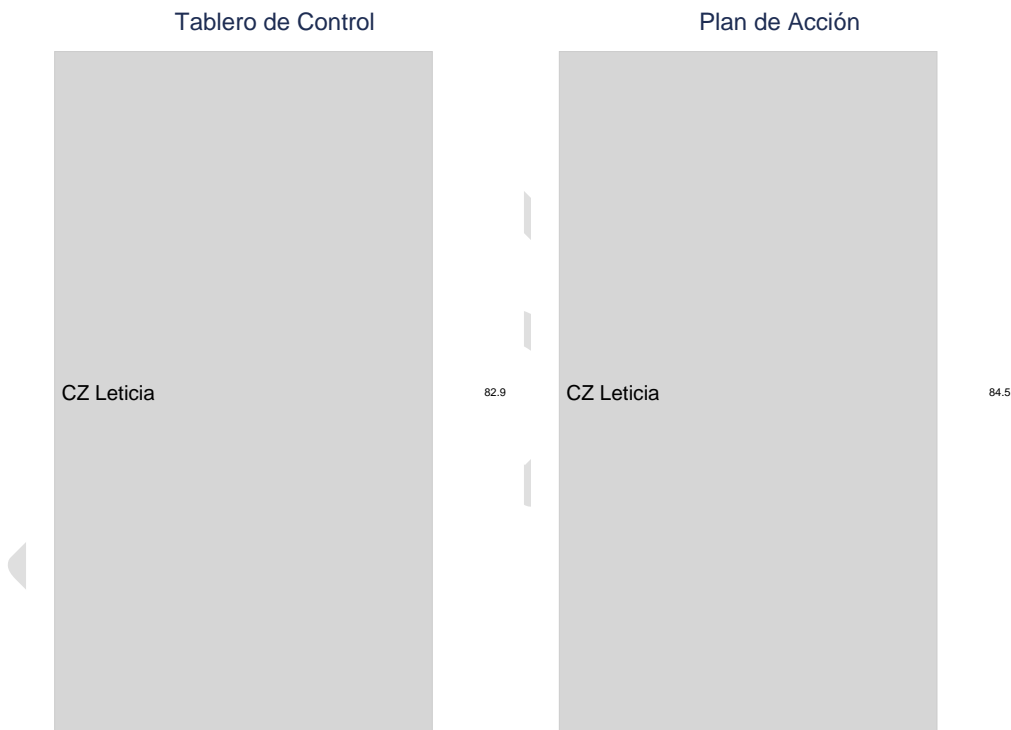 Tablero de Control
CZ Leticia 82.9
Plan de Acción
CZ Leticia 84.5